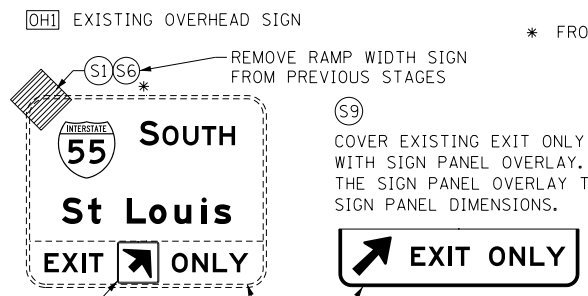 OH1 EXISTING OVERHEAD SIGN
* FRO
S1 S6
*
REMOVE RAMP WIDTH SIGN
FROM PREVIOUS STAGES
INTERSTATE
55
SOUTH
St Louis
EXIT ONLY
S9
COVER EXISTING EXIT ONLY
WITH SIGN PANEL OVERLAY.
THE SIGN PANEL OVERLAY T
SIGN PANEL DIMENSIONS.
EXIT ONLY